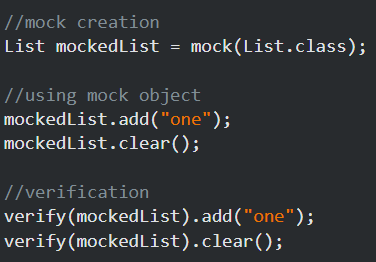 //mock creation
List mockedList = mock(List.class);
//using mock object
mockedList.add("one");
mockedList.clear();
//verification
verify(mockedList).add("one");
verify(mockedList).clear();